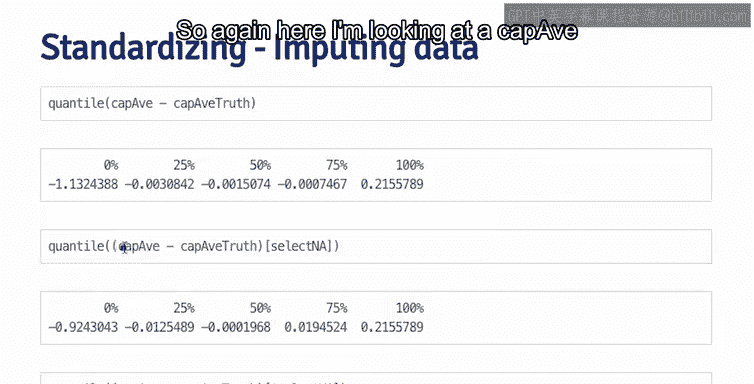 So again here I'm looking at a capAve
Standardizing - Imputing data
quantile(capAve - capAveTruth)
0% 25% 50% 75% 100%
-1.1324388 -0.0030842 -0.0015074 -0.0007467 0.2155789
quantile((capAve - capAveTruth)[selectNA])
0% 25% 50% 75% 100%
-0.9243043 -0.0125489 -0.0001968 0.0194524 0.2155789